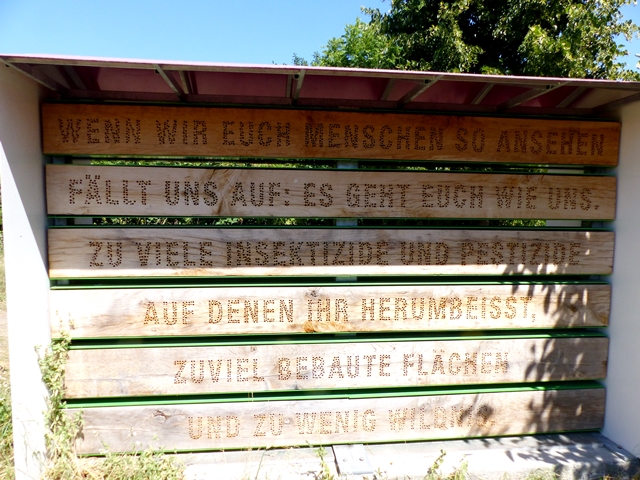 WENN WIR EUCH MENSCHEN SO ANSEHEN
FÄLLT UNS AUF: ES GEHT EUCH WIE UNS.
ZU VIELE INSEKTIZIDE UND PESTIZIDE
AUF DENEN IHR HERUMBEISST,
ZUVIEL BEBAUTE FLÄCHEN
UND ZU WENIG WILDNIS